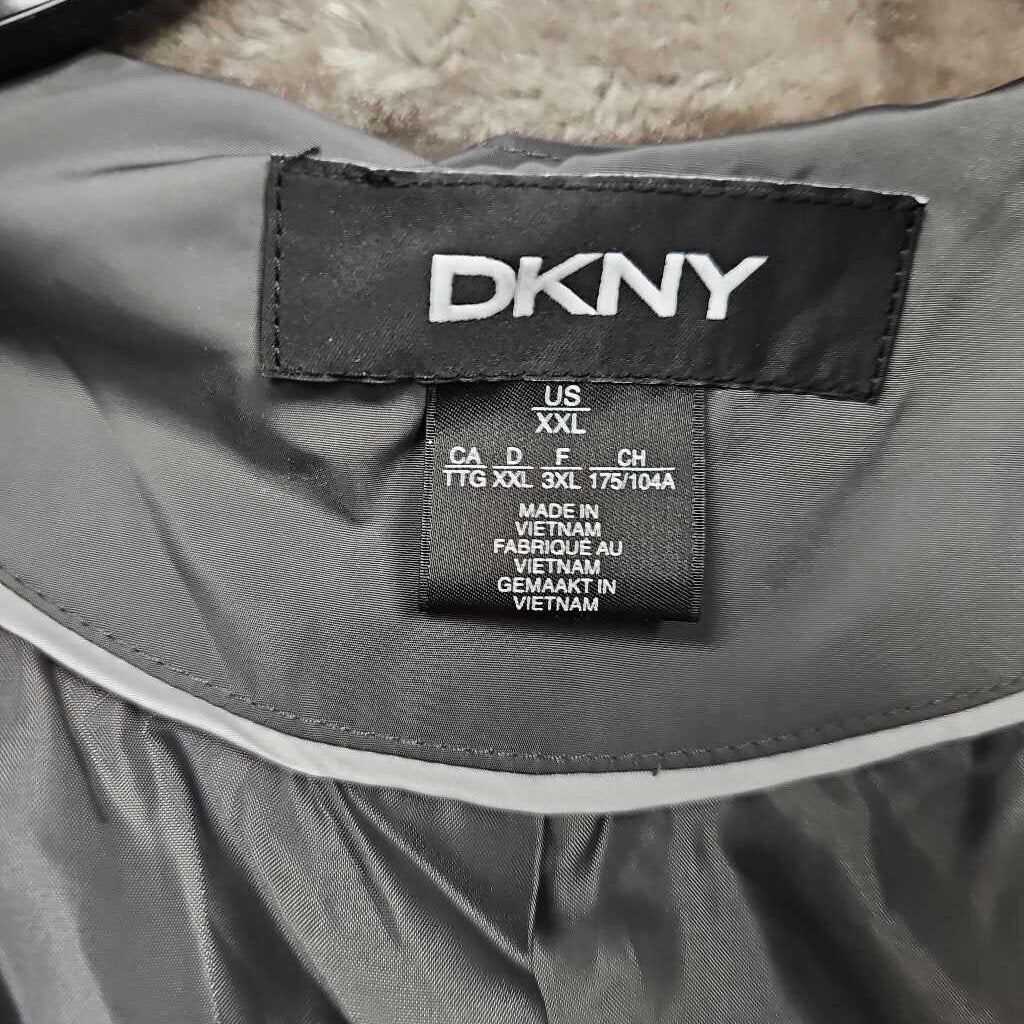 DKNY
US
XXL
CA D F CH
TTG XXL 3XL 175/104A
MADE IN
VIETNAM
FABRIQUÉ AU
VIETNAM
GEMAAKT IN
VIETNAM